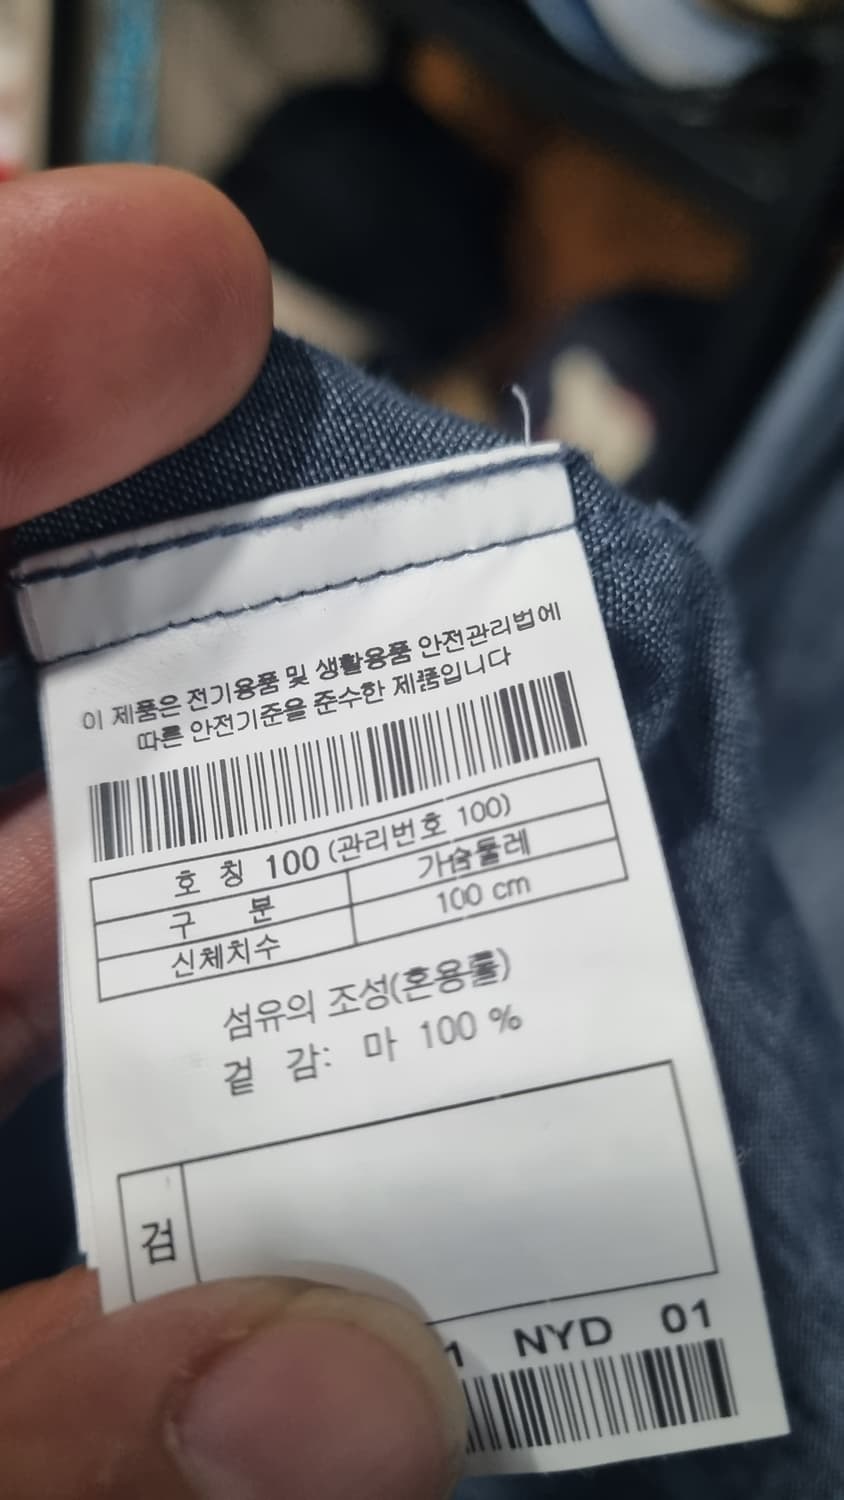 이 제품은 전기용품 및 생활용품 안전관리법에
따른 안전기준을 준수한 제품입니다
호 칭 100 (관리번호 100)
구 분 가슴둘레
신체치수 100 cm
섬유의 조성(혼용률)
겉 감: 마 100 %
검
1 NYD 01